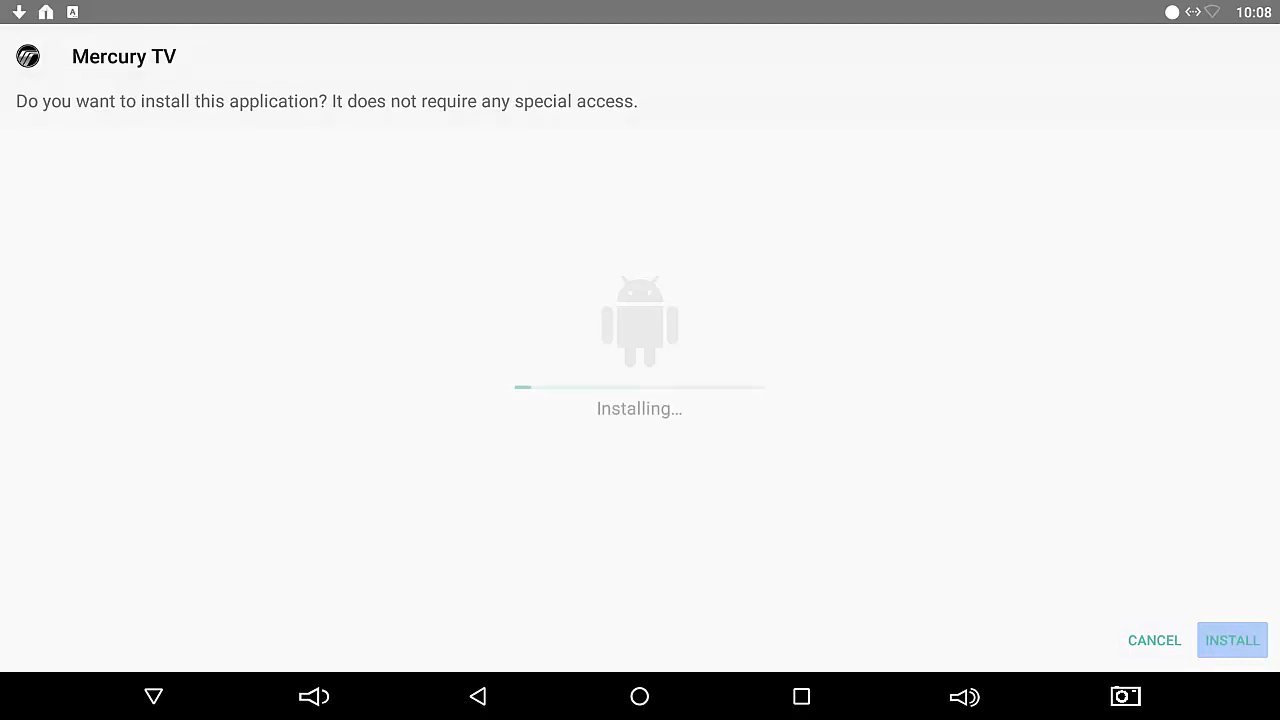 A
10:08
Mercury TV
Do you want to install this application? It does not require any special access.
Installing...
CANCEL
INSTALL